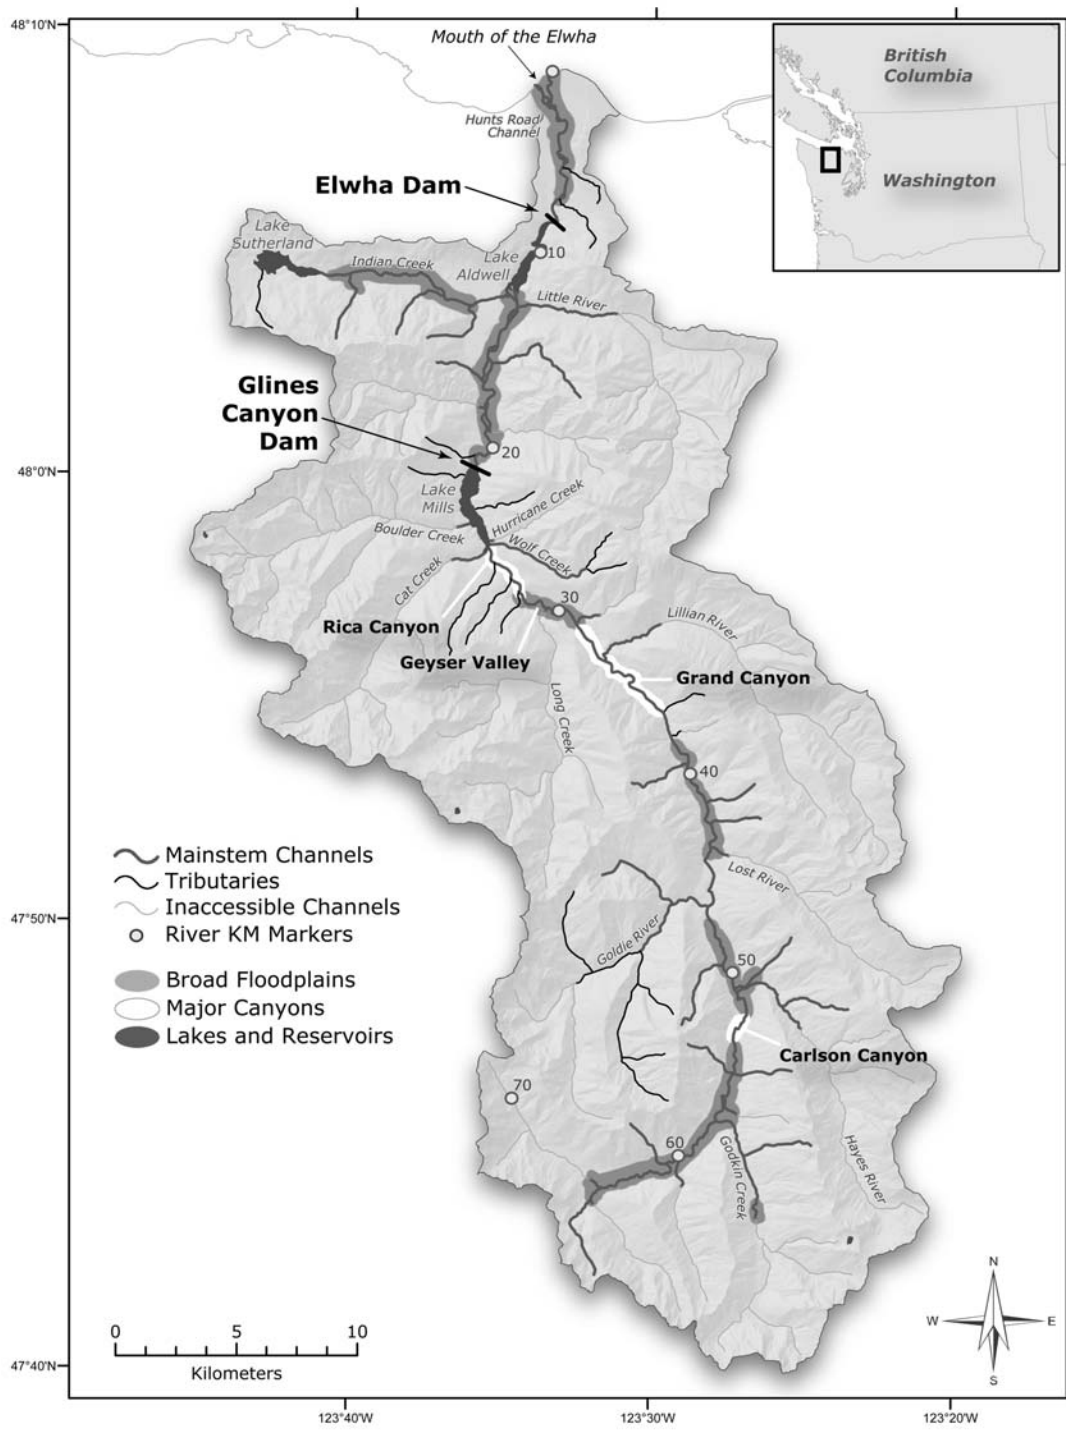 48°10'N
Mouth of the Elwha
British
Columbia
Hunts Road
Channel
Elwha Dam
Washington
Lake
Sutherland
Indian Creek
Lake
Aldwell
10
Little River
Glines
Canyon
Dam
20
48°0'N
Lake
Mills
Hurricane Creek
Boulder Creek
Wolf Creek
Cat Creek
30
Rica Canyon
Lillian River
Geyser Valley
Grand Canyon
Long Creek
40
Mainstem Channels
Tributaries
Inaccessible Channels
River KM Markers
Broad Floodplains
Major Canyons
Lakes and Reservoirs
Lost River
47°50'N
Goldie River
50
Carlson Canyon
70
60
Godkin Creek
Hayes River
N
W
E
S
0
5
10
Kilometers
47°40'N
123°40'W
123°30'W
123°20'W